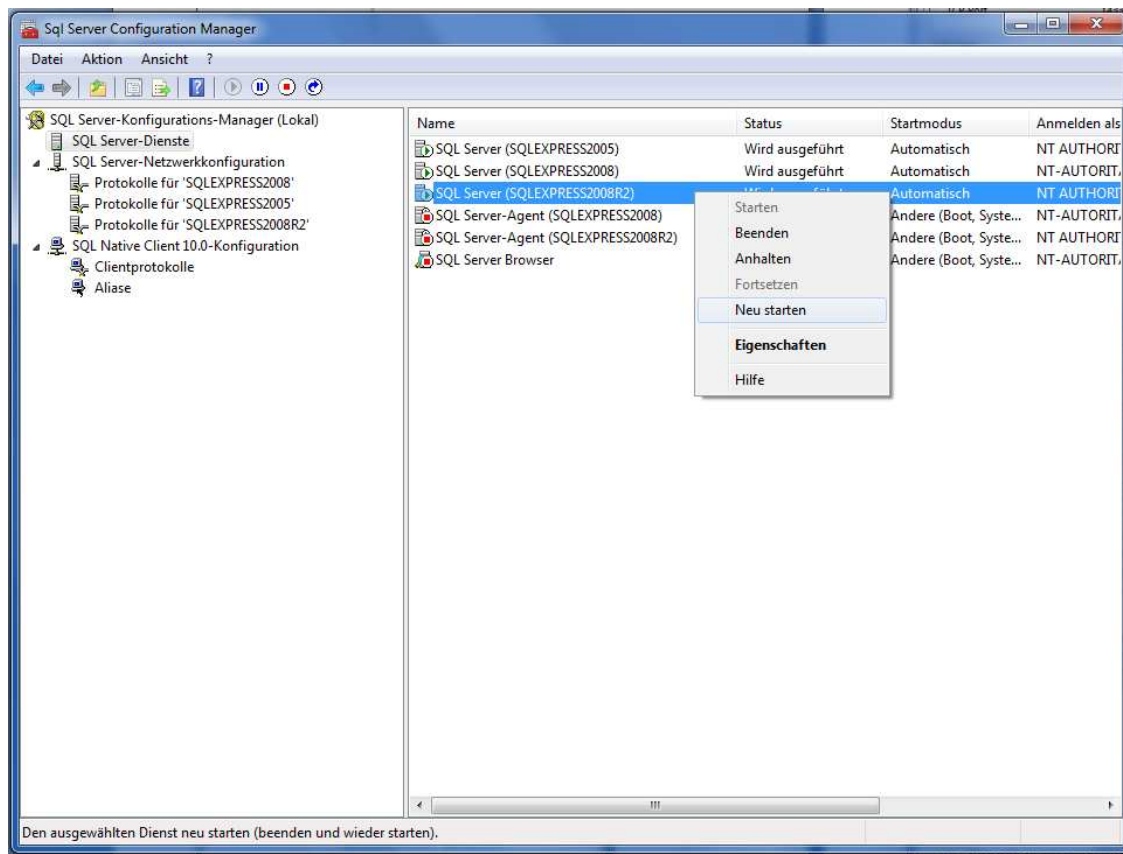 Sql Server Configuration Manager
Datei Aktion Ansicht ?
SQL Server-Konfigurations-Manager (Lokal)
SQL Server-Dienste
SQL Server-Netzwerkkonfiguration
Protokolle für 'SQLEXPRESS2008'
Protokolle für 'SQLEXPRESS2005'
Protokolle für 'SQLEXPRESS2008R2'
SQL Native Client 10.0-Konfiguration
Clientprotokolle
Aliase
Name Status Startmodus Anmelden als
SQL Server (SQLEXPRESS2005) Wird ausgeführt Automatisch NT AUTHORIT
SQL Server (SQLEXPRESS2008) Wird ausgeführt Automatisch NT-AUTORIT
SQL Server (SQLEXPRESS2008R2) Automatisch NT AUTHORIT
SQL Server-Agent (SQLEXPRESS2008) Andere (Boot, Syste... NT-AUTORIT
SQL Server-Agent (SQLEXPRESS2008R2) Andere (Boot, Syste... NT AUTHORIT
SQL Server Browser Andere (Boot, Syste... NT-AUTORIT
Starten
Beenden
Anhalten
Fortsetzen
Neu starten
Eigenschaften
Hilfe
Den ausgewählten Dienst neu starten (beenden und wieder starten).